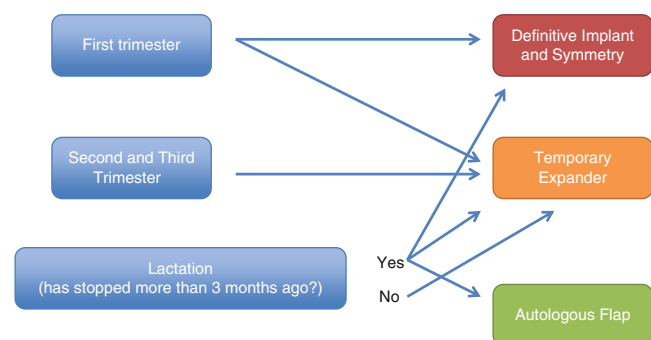 First trimester
Definitive Implant
and Symmetry
Second and Third
Trimester
Temporary
Expander
Lactation
(has stopped more than 3 months ago?)
Yes
No
Autologous Flap